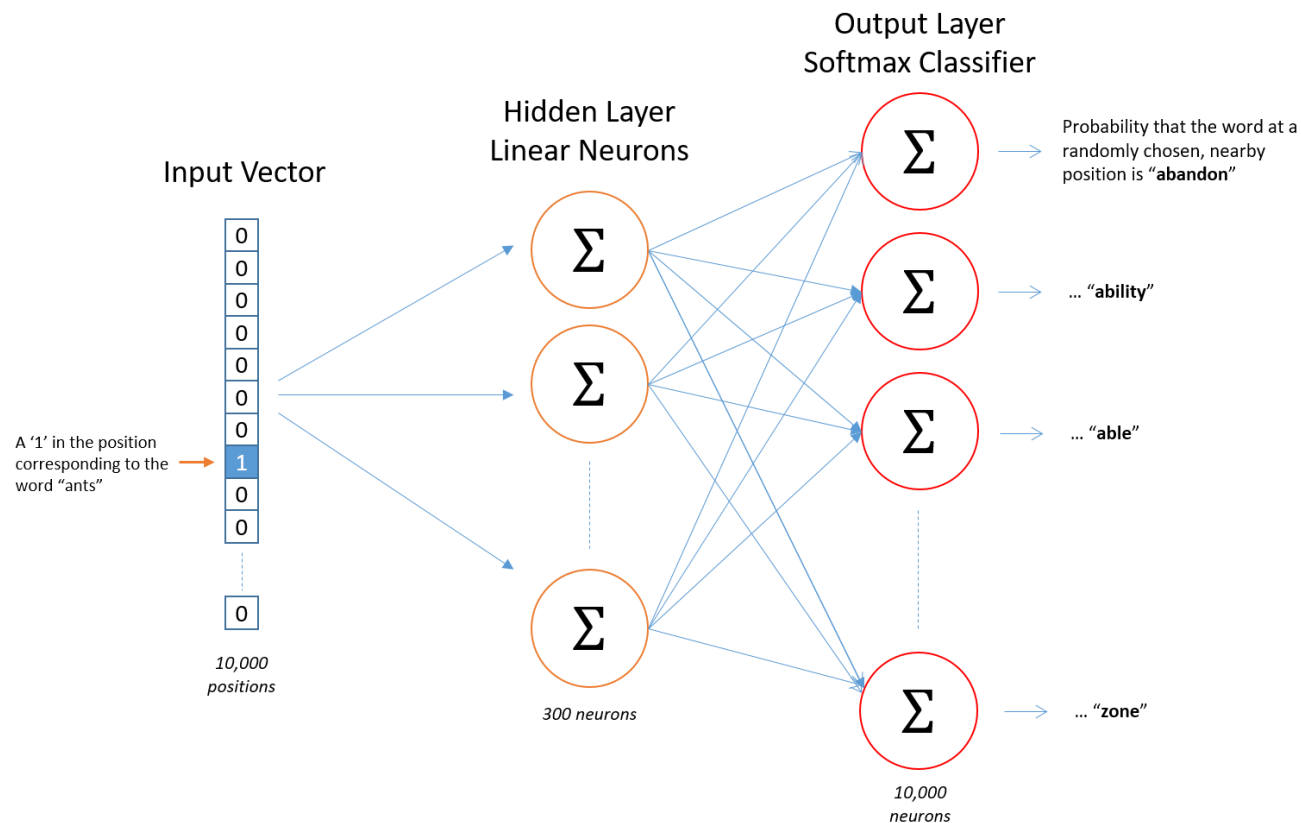 Output Layer
Softmax Classifier
Hidden Layer
Linear Neurons
Input Vector
0
0
0
0
0
0
0
1
0
0
0
A ‘1’ in the position
corresponding to the
word “ants”
10,000
positions
Σ
Σ
Σ
300 neurons
Σ
Σ
Σ
Σ
10,000
neurons
Probability that the word at a
randomly chosen, nearby
position is “abandon”
... “ability”
... “able”
... “zone”